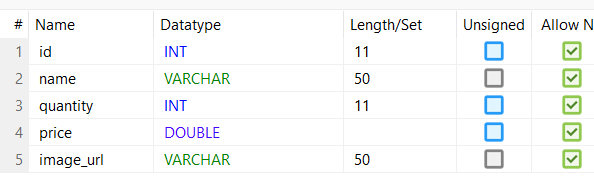 # Name Datatype Length/Set Unsigned Allow N
1 id INT 11
2 name VARCHAR 50
3 quantity INT 11
4 price DOUBLE
5 image_url VARCHAR 50